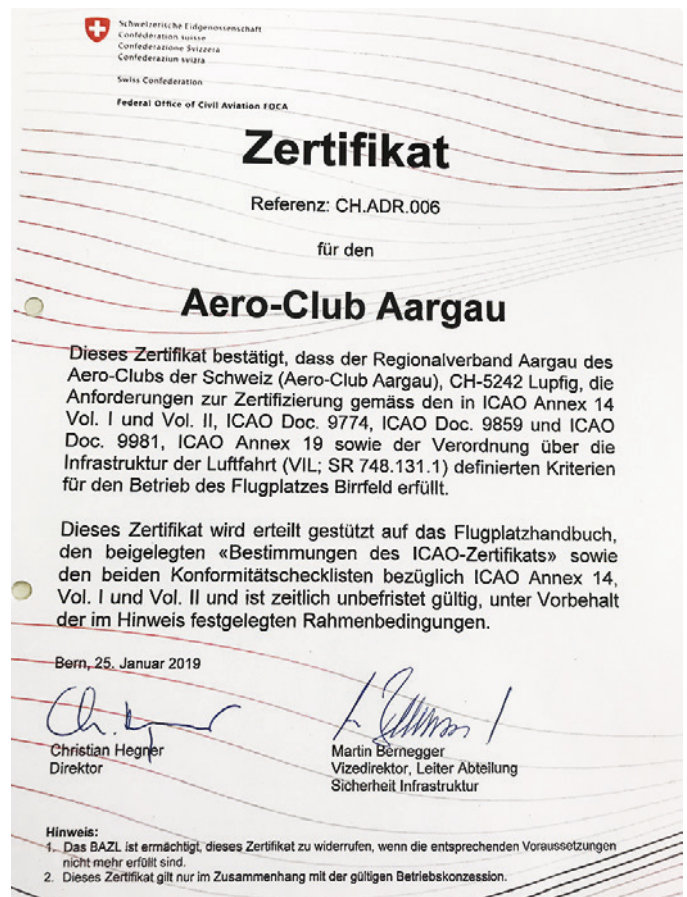 Schweizerische Eidgenossenschaft
Confédération suisse
Confederazione Svizzera
Confederaziun svizra
Swiss Confederation
Federal Office of Civil Aviation FOCA
Zertifikat
Referenz: CH.ADR.006
für den
Aero-Club Aargau
Dieses Zertifikat bestätigt, dass der Regionalverband Aargau des
Aero-Clubs der Schweiz (Aero-Club Aargau), CH-5242 Lupfig, die
Anforderungen zur Zertifizierung gemäss den in ICAO Annex 14
Vol. I und Vol. II, ICAO Doc. 9774, ICAO Doc. 9859 und ICAO
Doc. 9981, ICAO Annex 19 sowie der Verordnung über die
Infrastruktur der Luftfahrt (VIL; SR 748.131.1) definierten Kriterien
für den Betrieb des Flugplatzes Birrfeld erfüllt.
Dieses Zertifikat wird erteilt gestützt auf das Flugplatzhandbuch,
den beigelegten «Bestimmungen des ICAO-Zertifikats» sowie
den beiden Konformitätschecklisten bezüglich ICAO Annex 14,
Vol. I und Vol. II und ist zeitlich unbefristet gültig, unter Vorbehalt
der im Hinweis festgelegten Rahmenbedingungen.
Bern, 25. Januar 2019
Christian Hegner
Direktor
Martin Bernegger
Vizedirektor, Leiter Abteilung
Sicherheit Infrastruktur
Hinweis:
1. Das BAZL ist ermächtigt, dieses Zertifikat zu widerrufen, wenn die entsprechenden Voraussetzungen
nicht mehr erfüllt sind.
2. Dieses Zertifikat gilt nur im Zusammenhang mit der gültigen Betriebskonzession.